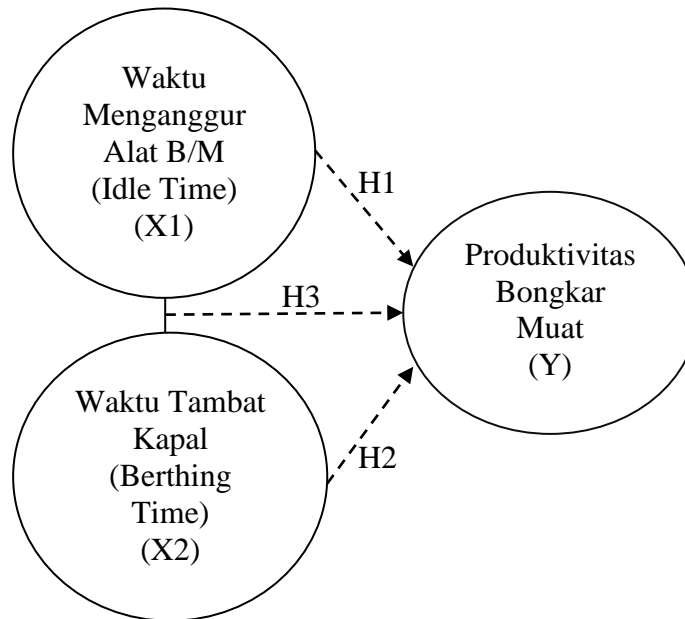 Waktu
Menganggur
Alat B/M
(Idle Time)
(X1)
H1
Produktivitas
Bongkar
Muat
(Y)
H3
Waktu Tambat
Kapal
(Berthing
Time)
(X2)
H2